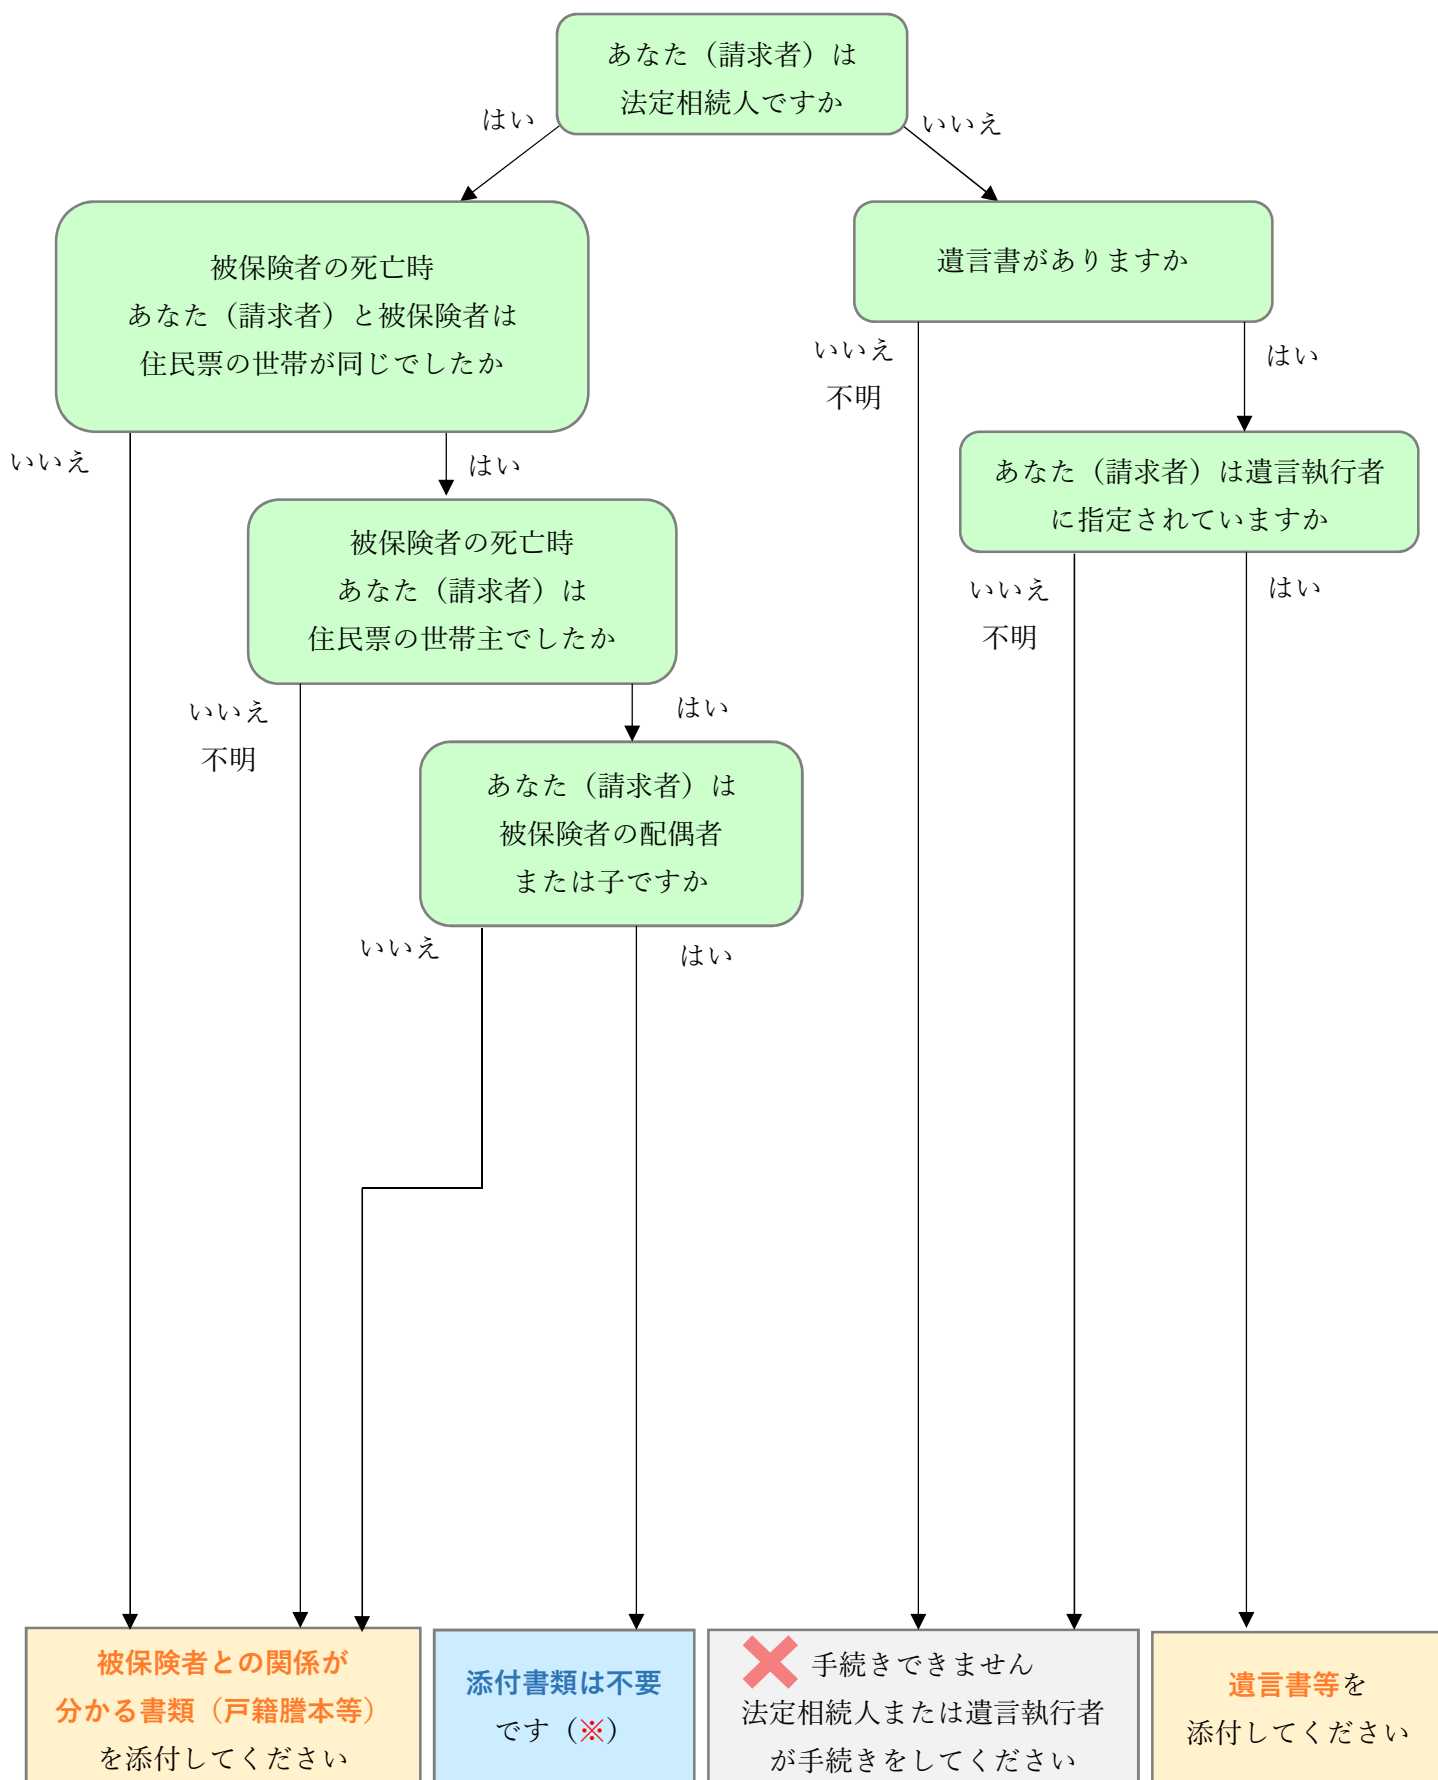 あなた（請求者）は
法定相続人ですか
はい
いいえ
被保険者の死亡時
あなた（請求者）と被保険者は
住民票の世帯が同じでしたか
遺言書がありますか
いいえ
不明
はい
いいえ
はい
あなた（請求者）は遺言執行者
に指定されていますか
被保険者の死亡時
あなた（請求者）は
住民票の世帯主でしたか
いいえ
不明
はい
いいえ
不明
はい
あなた（請求者）は
被保険者の配偶者
または子ですか
いいえ
はい
被保険者との関係が
分かる書類（戸籍謄本等）
を添付してください
添付書類は不要
です（※）
手続きできません
法定相続人または遺言執行者
が手続きをしてください
遺言書等を
添付してください